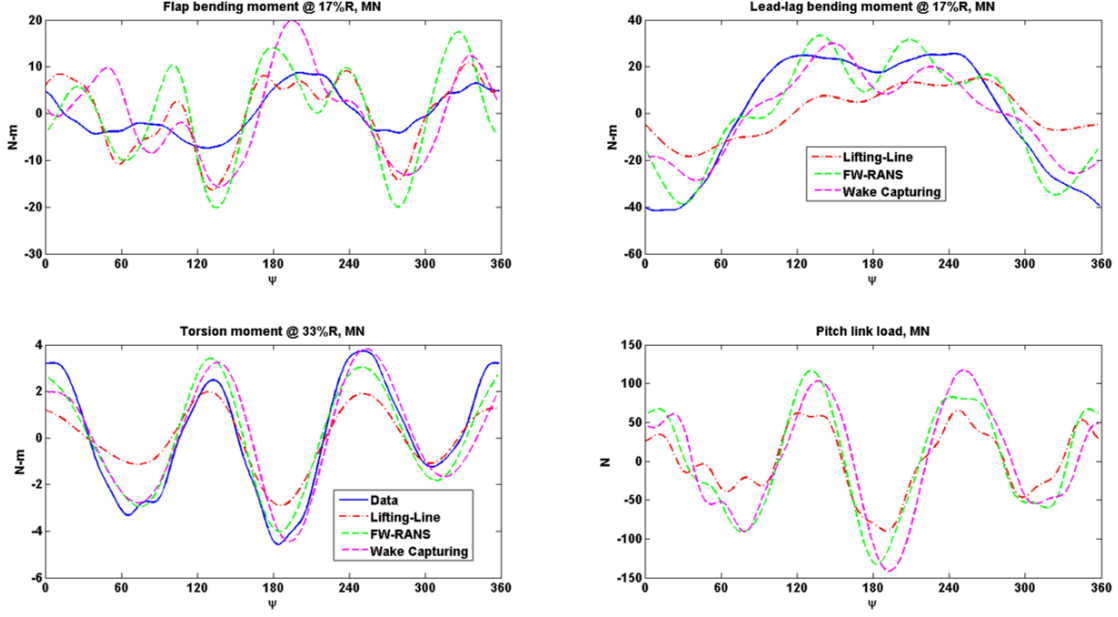 Flap bending moment @ 17%R, MN
20
10
0
-10
-20
-30
N-m
0 60 120 180 240 300 360
Ψ
Lead-lag bending moment @ 17%R, MN
40
20
0
-20
-40
-60
N-m
Lifting-Line
FW-RANS
Wake Capturing
0 60 120 180 240 300 360
Ψ
Torsion moment @ 33%R, MN
4
2
0
-2
-4
-6
N-m
Data
Lifting-Line
FW-RANS
Wake Capturing
0 60 120 180 240 300 360
Ψ
Pitch link load, MN
150
100
50
0
-50
-100
-150
N
0 60 120 180 240 300 360
Ψ